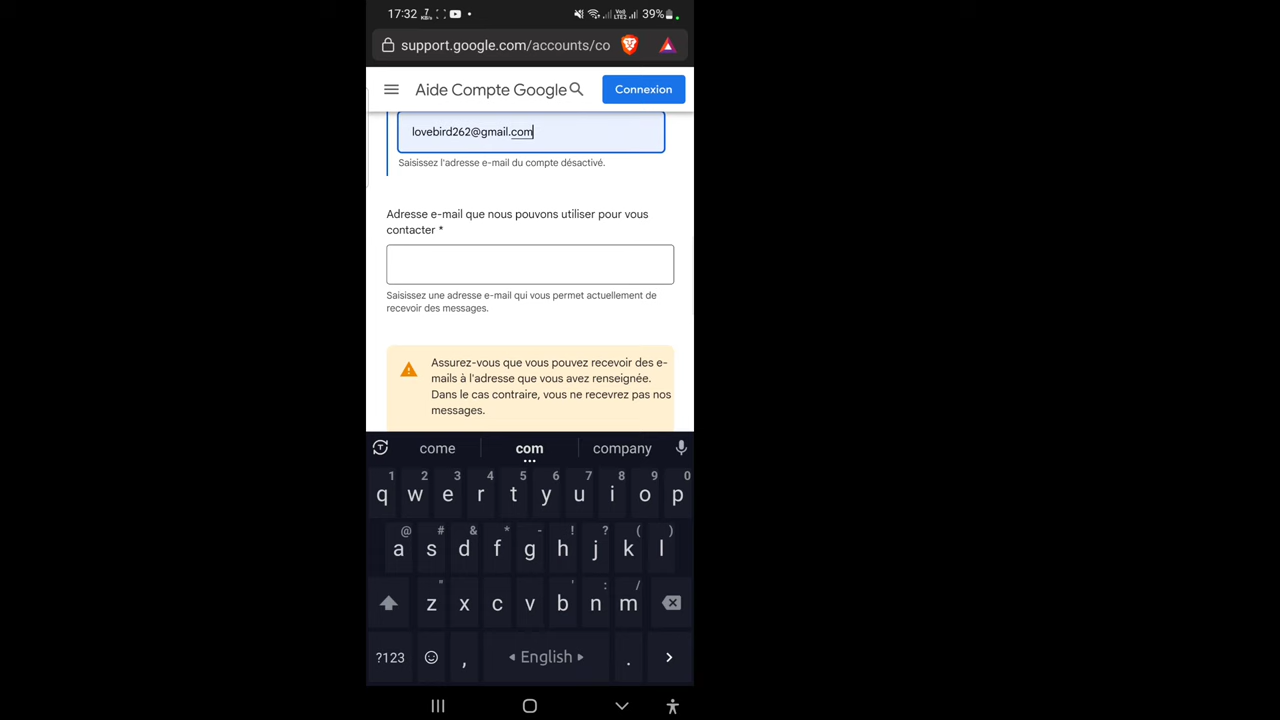 17:32 7 KB/s VoD LTE2 39%
support.google.com/accounts/co
Aide Compte Google
Connexion
lovebird262@gmail.com
Saisissez l'adresse e-mail du compte désactivé.
Adresse e-mail que nous pouvons utiliser pour vous
contacter *
Saisissez une adresse e-mail qui vous permet actuellement de
recevoir des messages.
Assurez-vous que vous pouvez recevoir des e-
mails à l'adresse que vous avez renseignée.
Dans le cas contraire, vous ne recevrez pas nos
messages.
T come com company
1 2 3 4 5 6 7 8 9 0
q w e r t y u i o p
@ # & * - ! ? ( )
a s d f g h j k l
" ' : /
z x c v b n m
?123 , English .